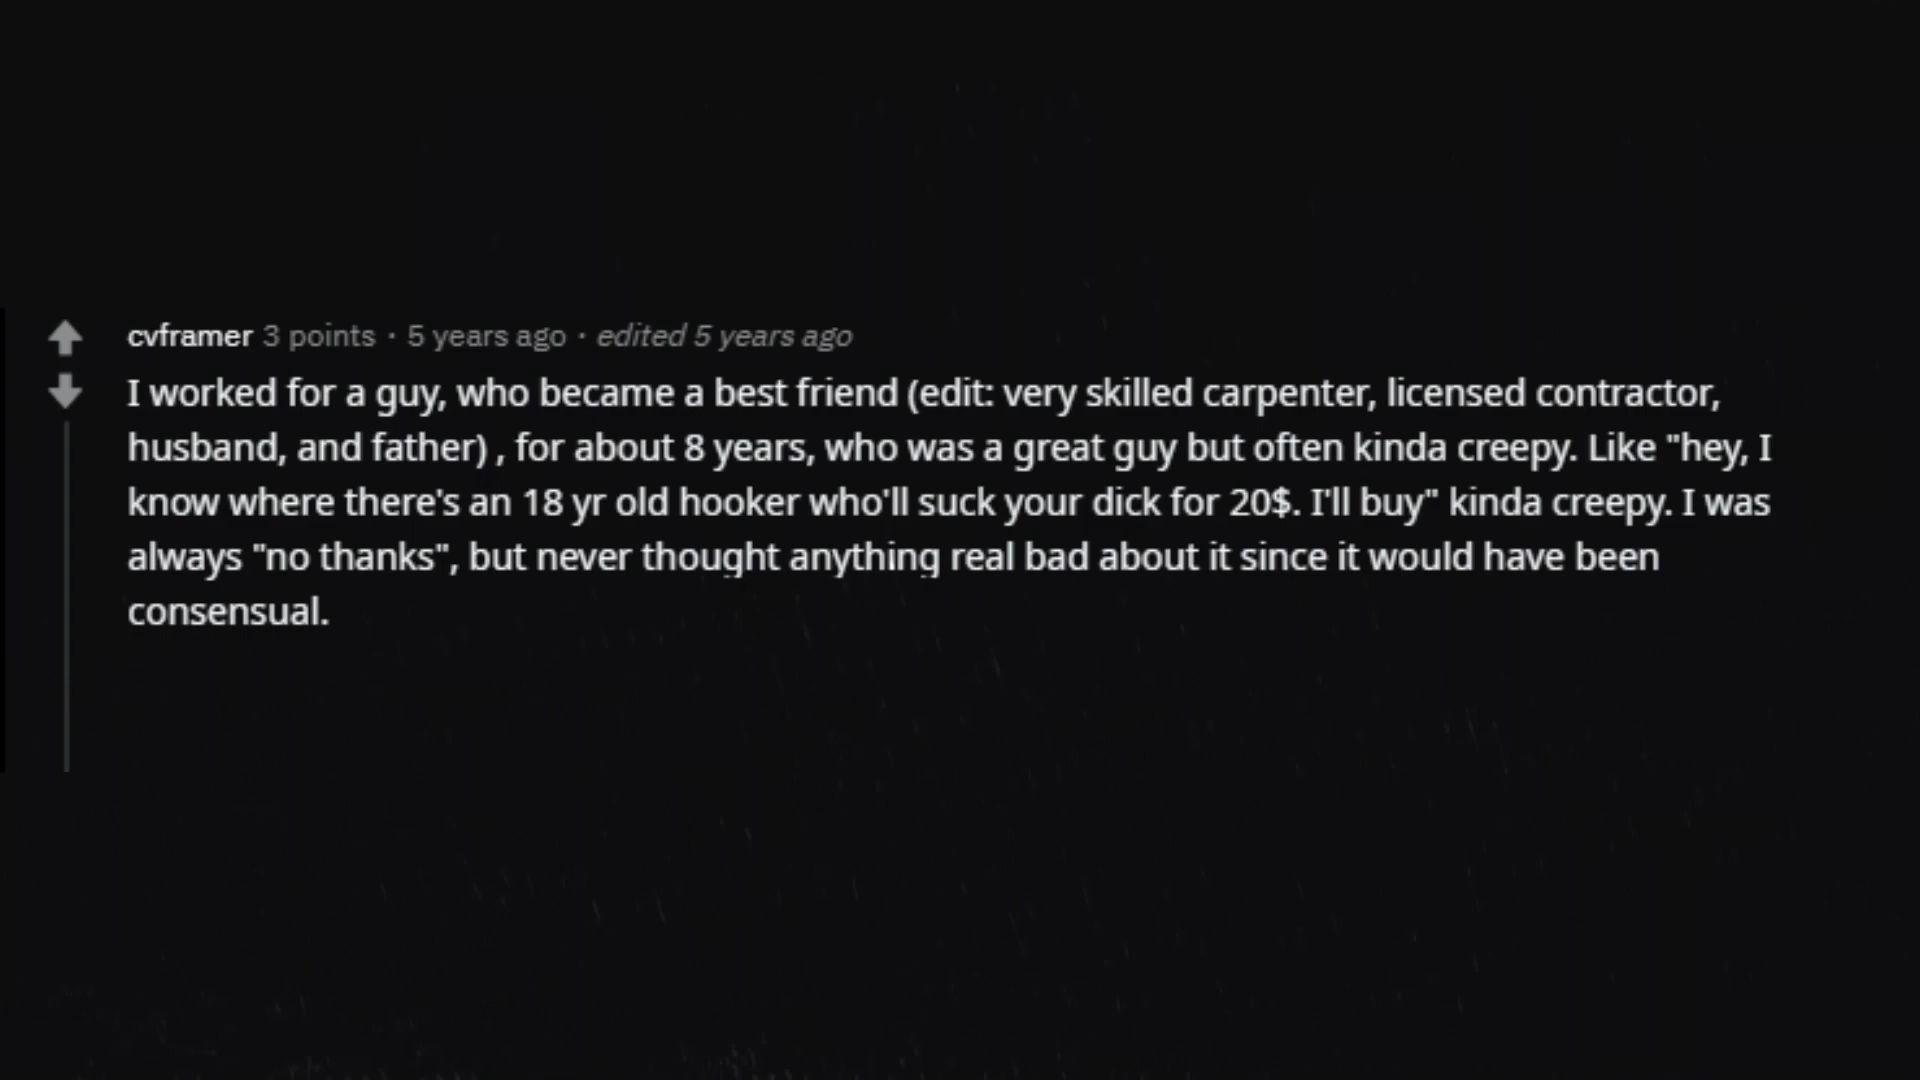 cvframer 3 points · 5 years ago · edited 5 years ago
I worked for a guy, who became a best friend (edit: very skilled carpenter, licensed contractor,
husband, and father) , for about 8 years, who was a great guy but often kinda creepy. Like "hey, I
know where there's an 18 yr old hooker who'll suck your dick for 20$. I'll buy" kinda creepy. I was
always "no thanks", but never thought anything real bad about it since it would have been
consensual.